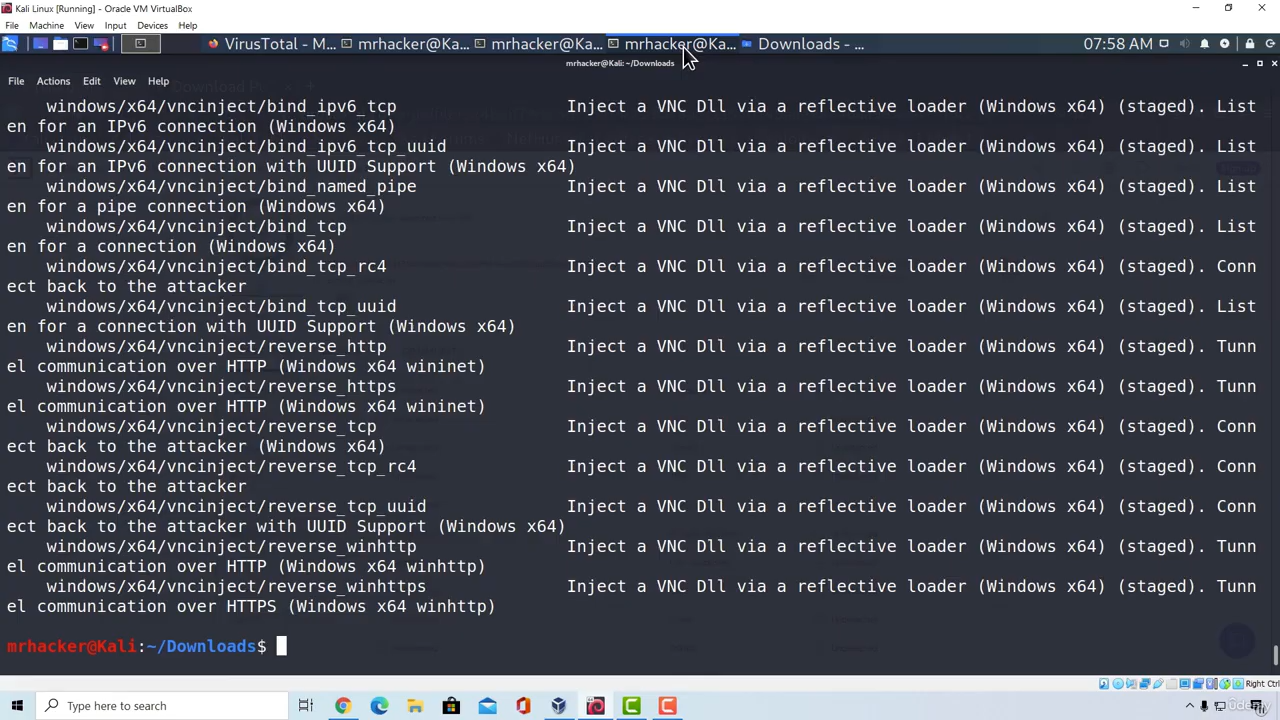 Kali Linux [Running] - Oracle VM VirtualBox
File Machine View Input Devices Help
VirusTotal - M... mrhacker@Ka... mrhacker@Ka... mrhacker@Ka... Downloads - ... 07:58 AM
mrhacker@Kali: ~/Downloads
File Actions Edit View Help
windows/x64/vncinject/bind_ipv6_tcp Inject a VNC Dll via a reflective loader (Windows x64) (staged). List
en for an IPv6 connection (Windows x64)
windows/x64/vncinject/bind_ipv6_tcp_uuid Inject a VNC Dll via a reflective loader (Windows x64) (staged). List
en for an IPv6 connection with UUID Support (Windows x64)
windows/x64/vncinject/bind_named_pipe Inject a VNC Dll via a reflective loader (Windows x64) (staged). List
en for a pipe connection (Windows x64)
windows/x64/vncinject/bind_tcp Inject a VNC Dll via a reflective loader (Windows x64) (staged). List
en for a connection (Windows x64)
windows/x64/vncinject/bind_tcp_rc4 Inject a VNC Dll via a reflective loader (Windows x64) (staged). Conn
ect back to the attacker
windows/x64/vncinject/bind_tcp_uuid Inject a VNC Dll via a reflective loader (Windows x64) (staged). List
en for a connection with UUID Support (Windows x64)
windows/x64/vncinject/reverse_http Inject a VNC Dll via a reflective loader (Windows x64) (staged). Tunn
el communication over HTTP (Windows x64 wininet)
windows/x64/vncinject/reverse_https Inject a VNC Dll via a reflective loader (Windows x64) (staged). Tunn
el communication over HTTP (Windows x64 wininet)
windows/x64/vncinject/reverse_tcp Inject a VNC Dll via a reflective loader (Windows x64) (staged). Conn
ect back to the attacker (Windows x64)
windows/x64/vncinject/reverse_tcp_rc4 Inject a VNC Dll via a reflective loader (Windows x64) (staged). Conn
ect back to the attacker
windows/x64/vncinject/reverse_tcp_uuid Inject a VNC Dll via a reflective loader (Windows x64) (staged). Conn
ect back to the attacker with UUID Support (Windows x64)
windows/x64/vncinject/reverse_winhttp Inject a VNC Dll via a reflective loader (Windows x64) (staged). Tunn
el communication over HTTP (Windows x64 winhttp)
windows/x64/vncinject/reverse_winhttps Inject a VNC Dll via a reflective loader (Windows x64) (staged). Tunn
el communication over HTTPS (Windows x64 winhttp)
mrhacker@Kali:~/Downloads$
Right Ctrl
Type here to search